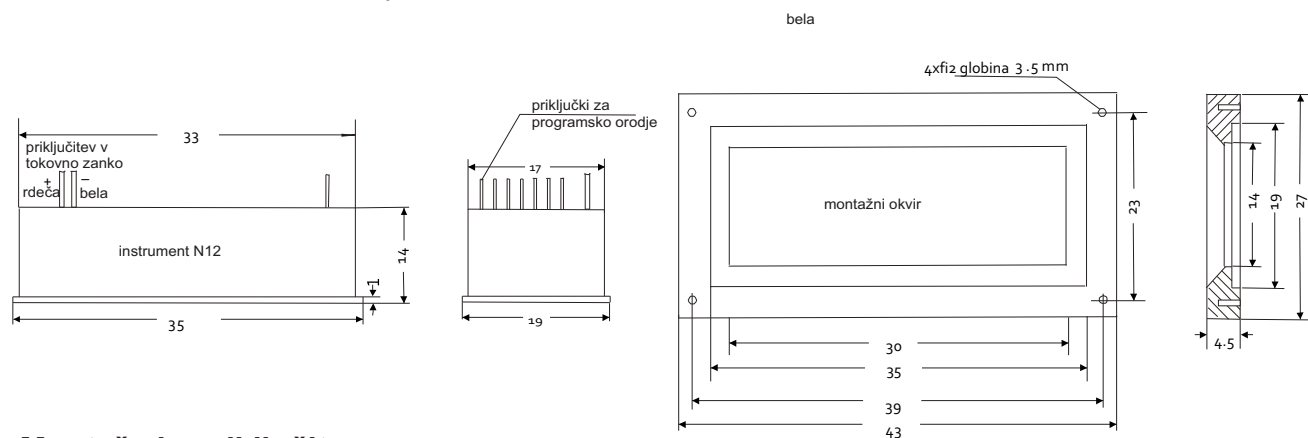 bela
4xfi2 globina 3.5 mm
priključki za
programsko orodje
33
priključitev v
tokovno zanko
+
−
rdeča
bela
17
instrument N12
14
1
35
19
montažni okvir
23
14
19
27
30
35
39
43
4.5